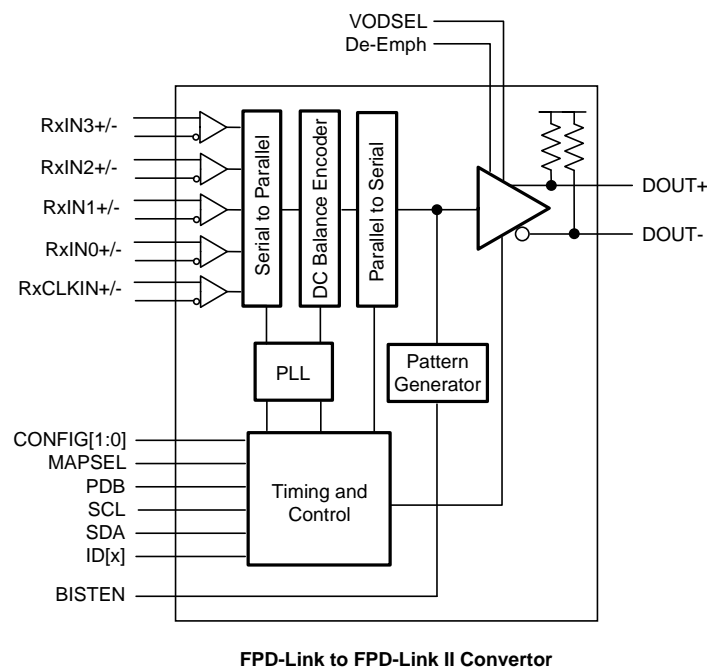 VODSEL
De-Emph
RxIN3+/-
RxIN2+/-
RxIN1+/-
RxIN0+/-
RxCLKIN+/-
Serial to Parallel
DC Balance Encoder
Parallel to Serial
DOUT+
DOUT-
PLL
Pattern
Generator
CONFIG[1:0]
MAPSEL
PDB
SCL
SDA
ID[x]
BISTEN
Timing and
Control
FPD-Link to FPD-Link II Convertor